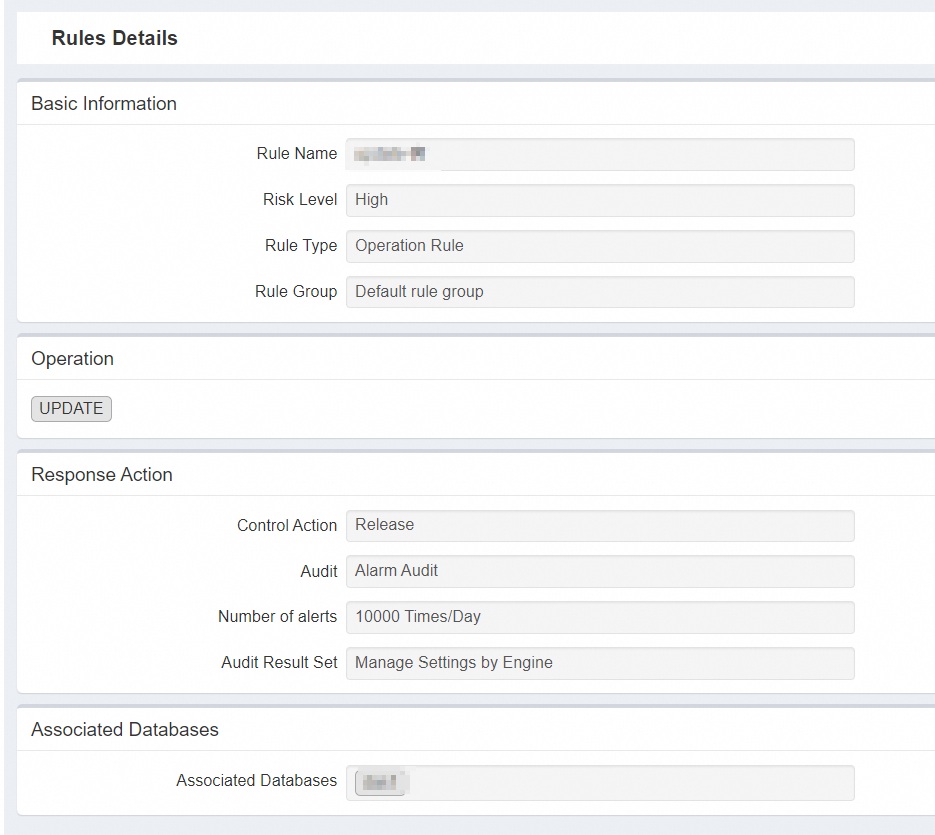 Rules Details
Basic Information
Rule Name
Risk Level High
Rule Type Operation Rule
Rule Group Default rule group
Operation
UPDATE
Response Action
Control Action Release
Audit Alarm Audit
Number of alerts 10000 Times/Day
Audit Result Set Manage Settings by Engine
Associated Databases
Associated Databases